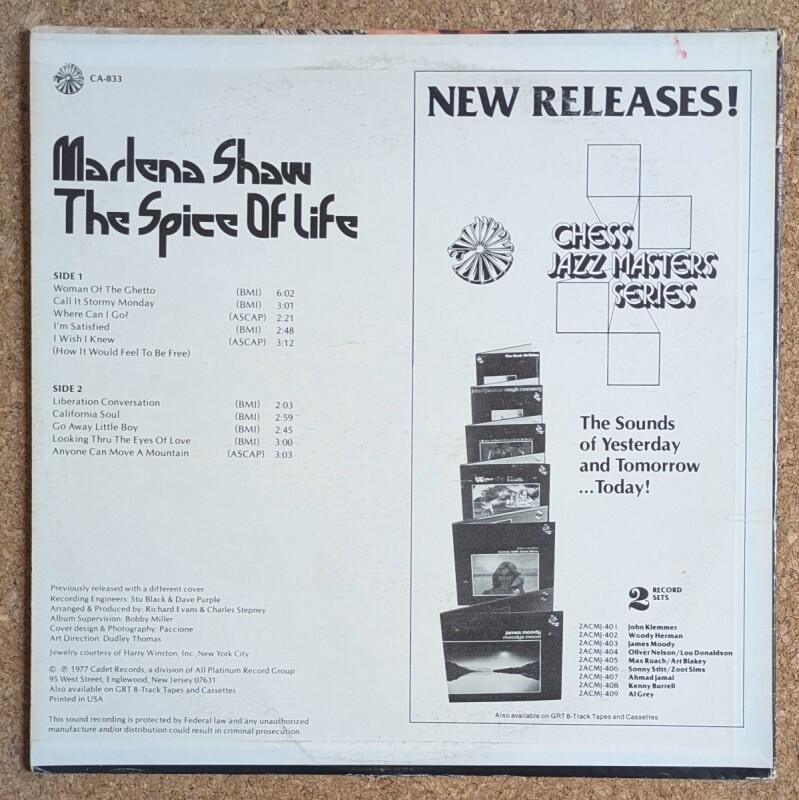 CA-833
Marlena Shaw
The Spice Of Life
SIDE 1
Woman Of The Ghetto (BMI) 6:02
Call It Stormy Monday (BMI) 3:01
Where Can I Go? (ASCAP) 2:21
I'm Satisfied (BMI) 2:48
I Wish I Knew (ASCAP) 3:12
(How It Would Feel To Be Free)
SIDE 2
Liberation Conversation (BMI) 2:03
California Soul (BMI) 2:59
Go Away Little Boy (BMI) 2:45
Looking Thru The Eyes Of Love (BMI) 3:00
Anyone Can Move A Mountain (ASCAP) 3:03
Previously released with a different cover
Recording Engineers: Stu Black & Dave Purple
Arranged & Produced by: Richard Evans & Charles Stepney
Album Supervision: Bobby Miller
Cover design & Photography: Paccione
Art Direction: Dudley Thomas
Jewelry courtesy of Harry Winston, Inc., New York City
© ℗ 1977 Cadet Records, a division of All Platinum Record Group
95 West Street, Englewood, New Jersey 07631
Also available on GRT 8-Track Tapes and Cassettes
Printed in USA
This sound recording is protected by Federal law and any unauthorized
manufacture and/or distribution could result in criminal prosecution.
NEW RELEASES!
CHESS
JAZZ MASTERS
SERIES
The Sounds
of Yesterday
and Tomorrow
...Today!
james moody
moody's mood
2 RECORD
SETS
2ACMJ-401 John Klemmer
2ACMJ-402 Woody Herman
2ACMJ-403 James Moody
2ACMJ-404 Oliver Nelson/Lou Donaldson
2ACMJ-405 Max Roach/Art Blakey
2ACMJ-406 Sonny Stitt/Zoot Sims
2ACMJ-407 Ahmad Jamal
2ACMJ-408 Kenny Burrell
2ACMJ-409 Al Grey
Also available on GRT 8-Track Tapes and Cassettes